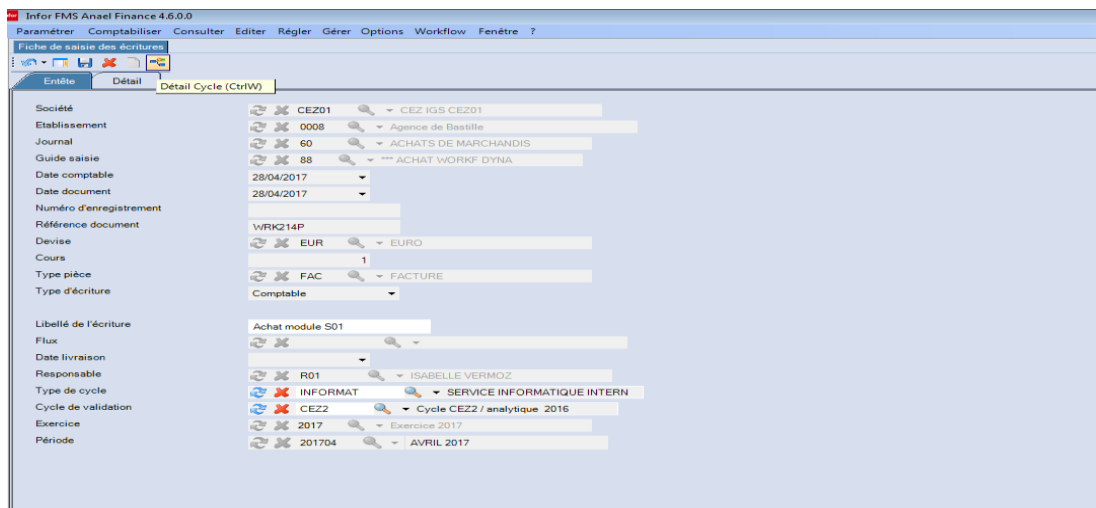 Infor FMS Anael Finance 4.6.0.0
Paramétrer Comptabiliser Consulter Editer Régler Gérer Options Workflow Fenêtre ?
Fiche de saisie des écritures
Entête Détail
Détail Cycle (CtrlW)
Société CEZ01 CEZ IGS CEZ01
Etablissement 0008 Agence de Bastille
Journal 60 ACHATS DE MARCHANDIS
Guide saisie 88 *** ACHAT WORKF DYNA
Date comptable 28/04/2017
Date document 28/04/2017
Numéro d'enregistrement
Référence document WRK214P
Devise EUR EURO
Cours 1
Type pièce FAC FACTURE
Type d'écriture Comptable
Libellé de l'écriture Achat module S01
Flux
Date livraison
Responsable R01 ISABELLE VERMOZ
Type de cycle INFORMAT SERVICE INFORMATIQUE INTERN
Cycle de validation CEZ2 Cycle CEZ2 / analytique 2016
Exercice 2017 Exercice 2017
Période 201704 AVRIL 2017